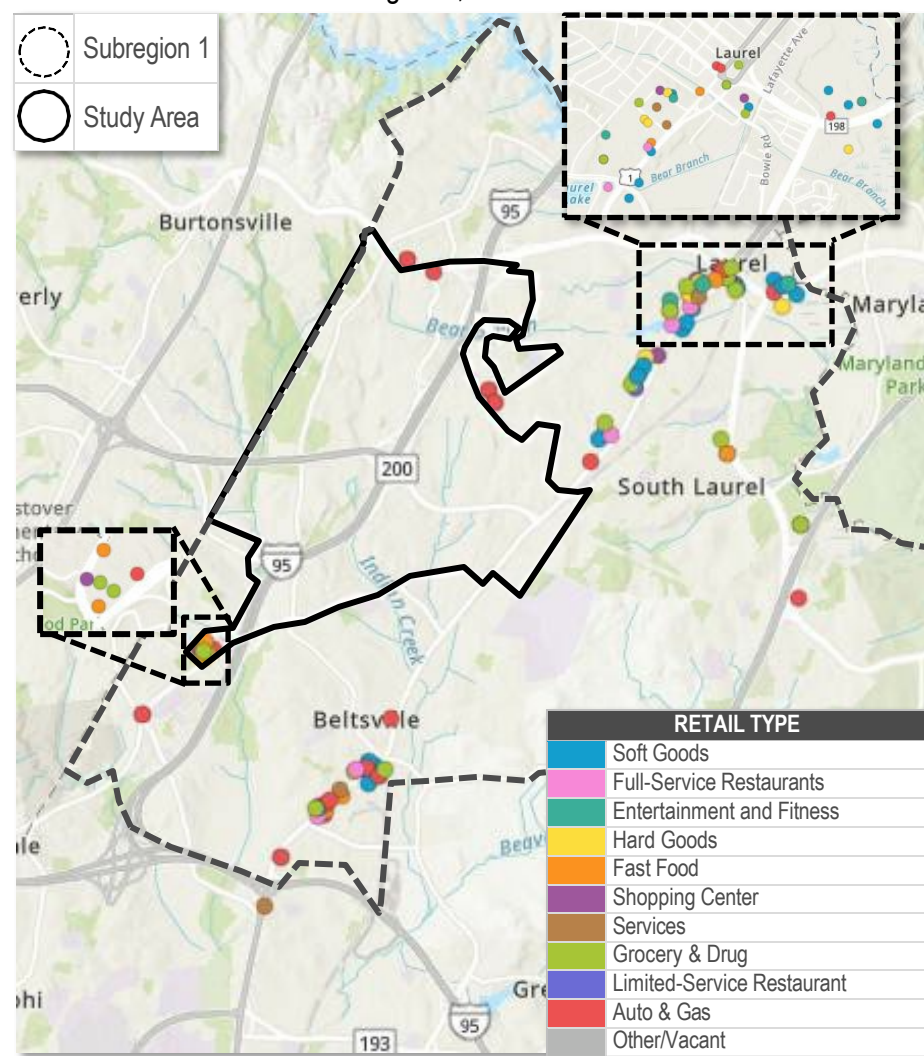 Subregion 1
Study Area
Laurel
Lafayette Ave
198
Bowie Rd
Bear Branch
Bear Branch
1
Burtonsville
95
Laurel
Bear
Maryland
Park
200
South Laurel
95
Indian Creek
Beltsville
RETAIL TYPE
Soft Goods
Full-Service Restaurants
Entertainment and Fitness
Hard Goods
Fast Food
Shopping Center
Services
Grocery & Drug
Limited-Service Restaurant
Auto & Gas
Other/Vacant
95
193